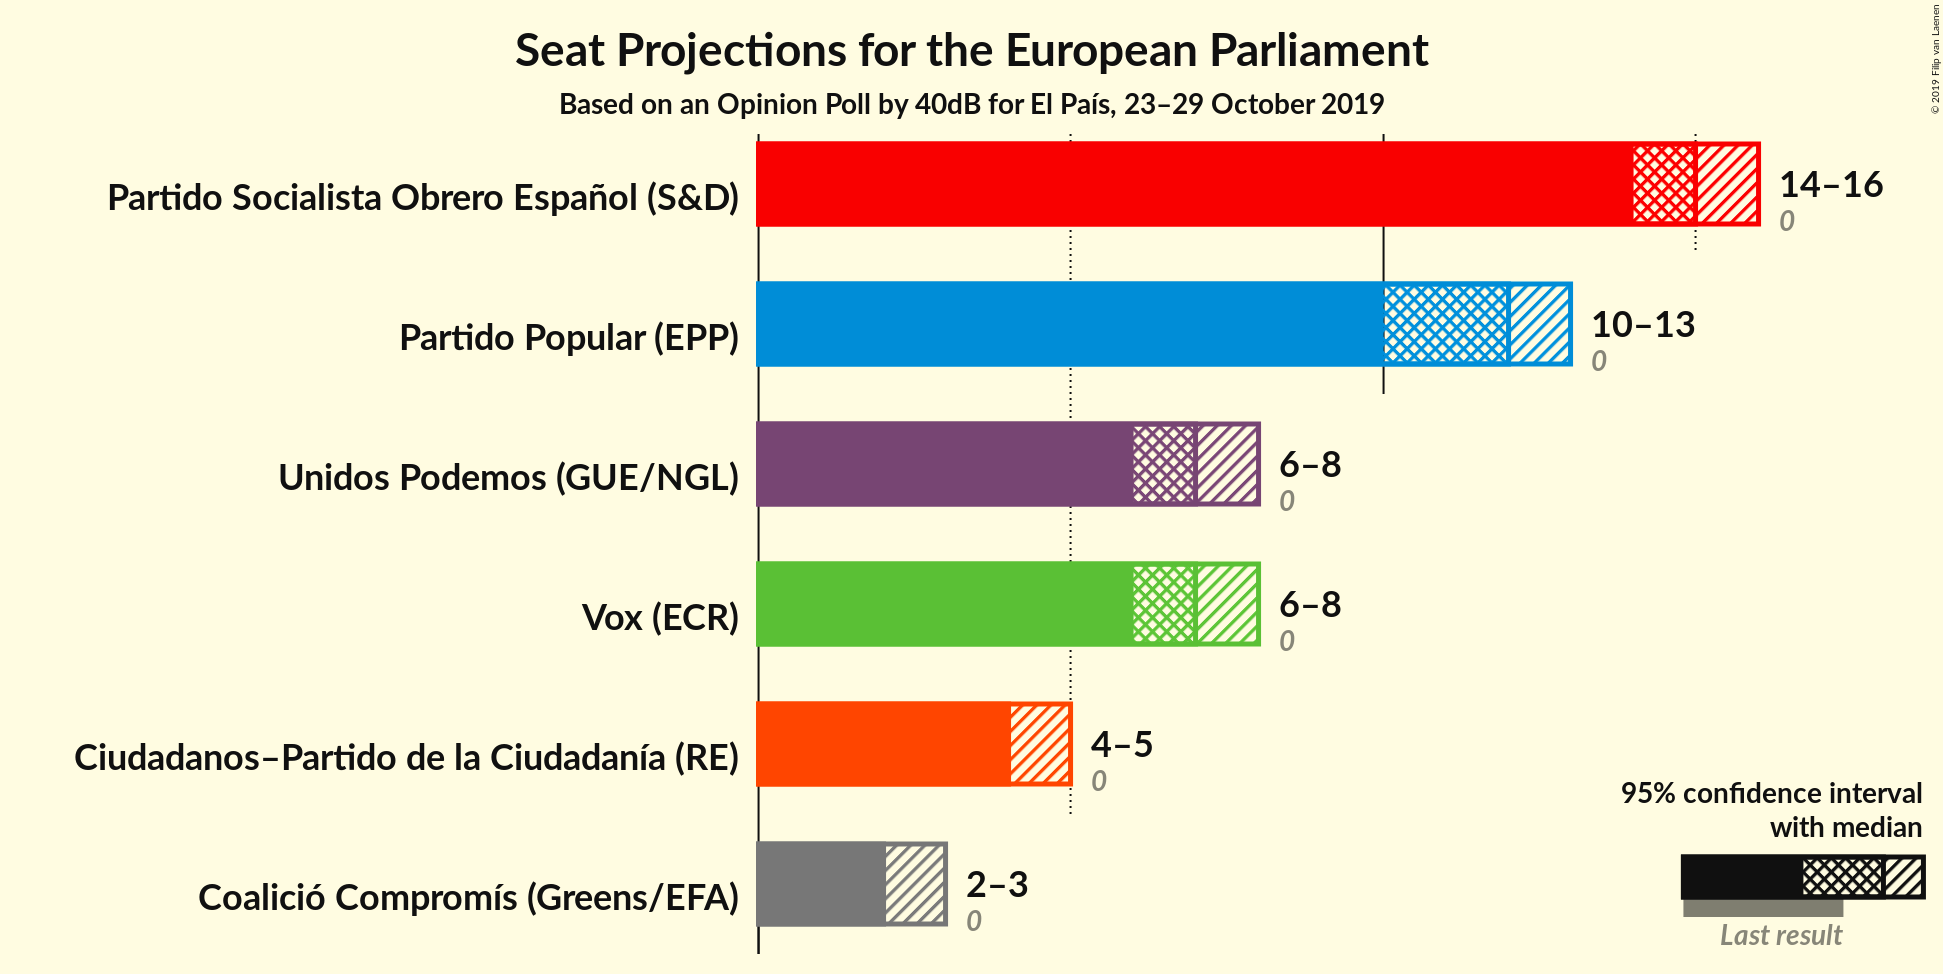 Seat Projections for the European Parliament
Based on an Opinion Poll by 40dB for El País, 23–29 October 2019
© 2019 Filip van Laenen
Partido Socialista Obrero Español (S&D)
14–16
0
Partido Popular (EPP)
10–13
0
Unidos Podemos (GUE/NGL)
6–8
0
Vox (ECR)
6–8
0
Ciudadanos–Partido de la Ciudadanía (RE)
4–5
0
Coalició Compromís (Greens/EFA)
2–3
0
95% confidence interval
with median
Last result